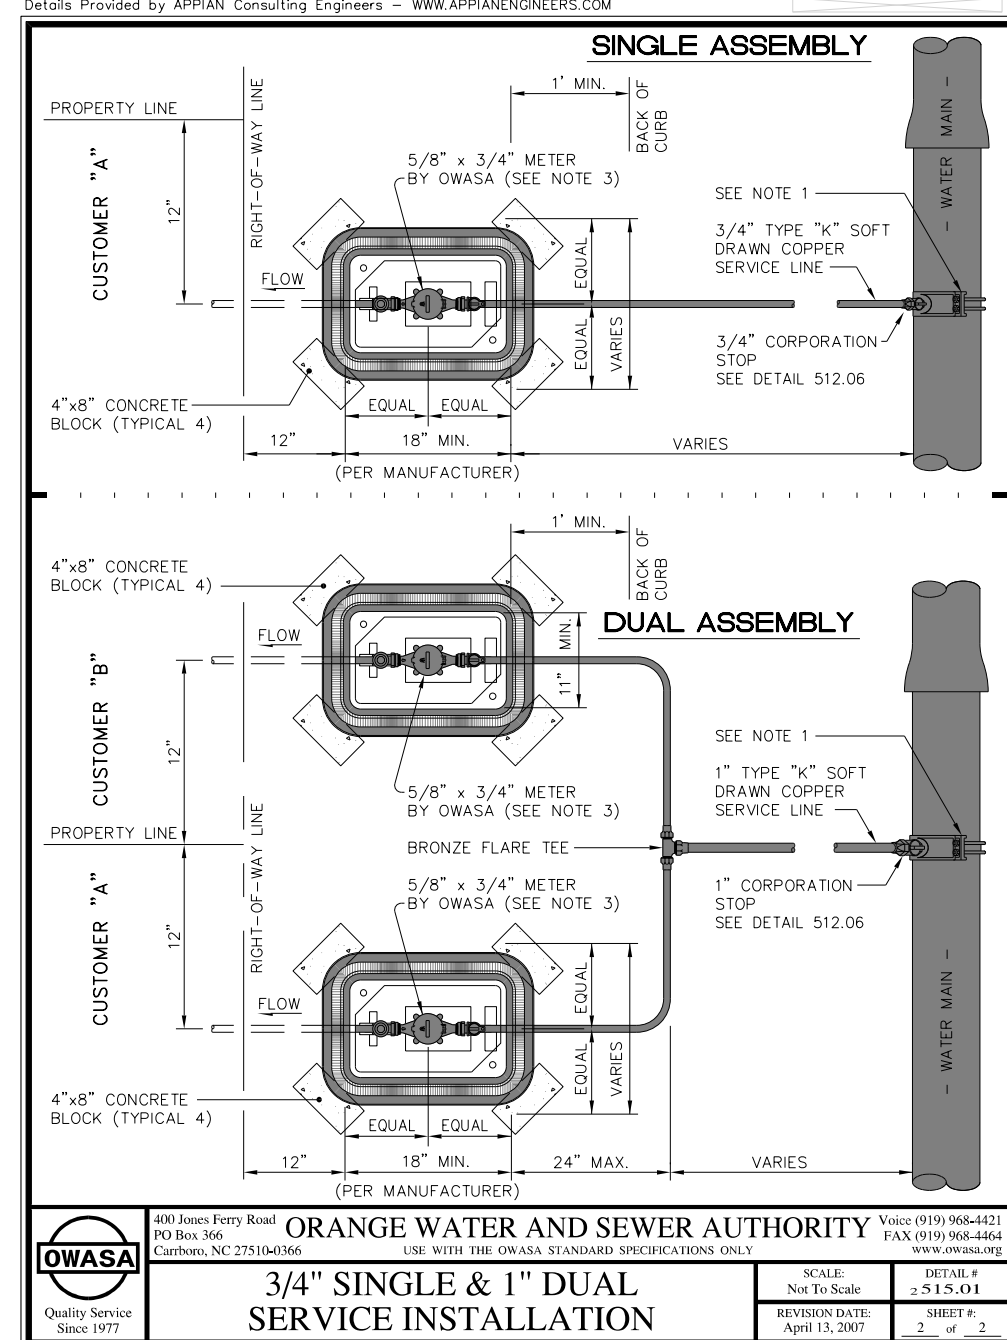 Details Provided by APPIAN Consulting Engineers – WWW.APPIANENGINEERS.COM
SINGLE ASSEMBLY
PROPERTY LINE
CUSTOMER "A"
12"
RIGHT-OF-WAY LINE
1' MIN.
BACK OF
CURB
5/8" x 3/4" METER
BY OWASA (SEE NOTE 3)
FLOW
EQUAL
EQUAL
VARIES
SEE NOTE 1
3/4" TYPE "K" SOFT
DRAWN COPPER
SERVICE LINE
3/4" CORPORATION
STOP
SEE DETAIL 512.06
– WATER MAIN –
4"x8" CONCRETE
BLOCK (TYPICAL 4)
EQUAL
EQUAL
12"
18" MIN.
VARIES
(PER MANUFACTURER)
1' MIN.
BACK OF
CURB
4"x8" CONCRETE
BLOCK (TYPICAL 4)
DUAL ASSEMBLY
FLOW
11" MIN.
CUSTOMER "B"
12"
5/8" x 3/4" METER
BY OWASA (SEE NOTE 3)
SEE NOTE 1
1" TYPE "K" SOFT
DRAWN COPPER
SERVICE LINE
PROPERTY LINE
RIGHT-OF-WAY LINE
BRONZE FLARE TEE
5/8" x 3/4" METER
BY OWASA (SEE NOTE 3)
1" CORPORATION
STOP
SEE DETAIL 512.06
CUSTOMER "A"
12"
FLOW
EQUAL
EQUAL
VARIES
– WATER MAIN –
4"x8" CONCRETE
BLOCK (TYPICAL 4)
EQUAL
EQUAL
12"
18" MIN.
24" MAX.
VARIES
(PER MANUFACTURER)
OWASA
Quality Service
Since 1977
400 Jones Ferry Road
PO Box 366
Carrboro, NC 27510-0366
ORANGE WATER AND SEWER AUTHORITY
USE WITH THE OWASA STANDARD SPECIFICATIONS ONLY
Voice (919) 968-4421
FAX (919) 968-4464
www.owasa.org
3/4" SINGLE & 1" DUAL
SERVICE INSTALLATION
SCALE:
Not To Scale
DETAIL #
2 515.01
REVISION DATE:
April 13, 2007
SHEET #:
2 of 2